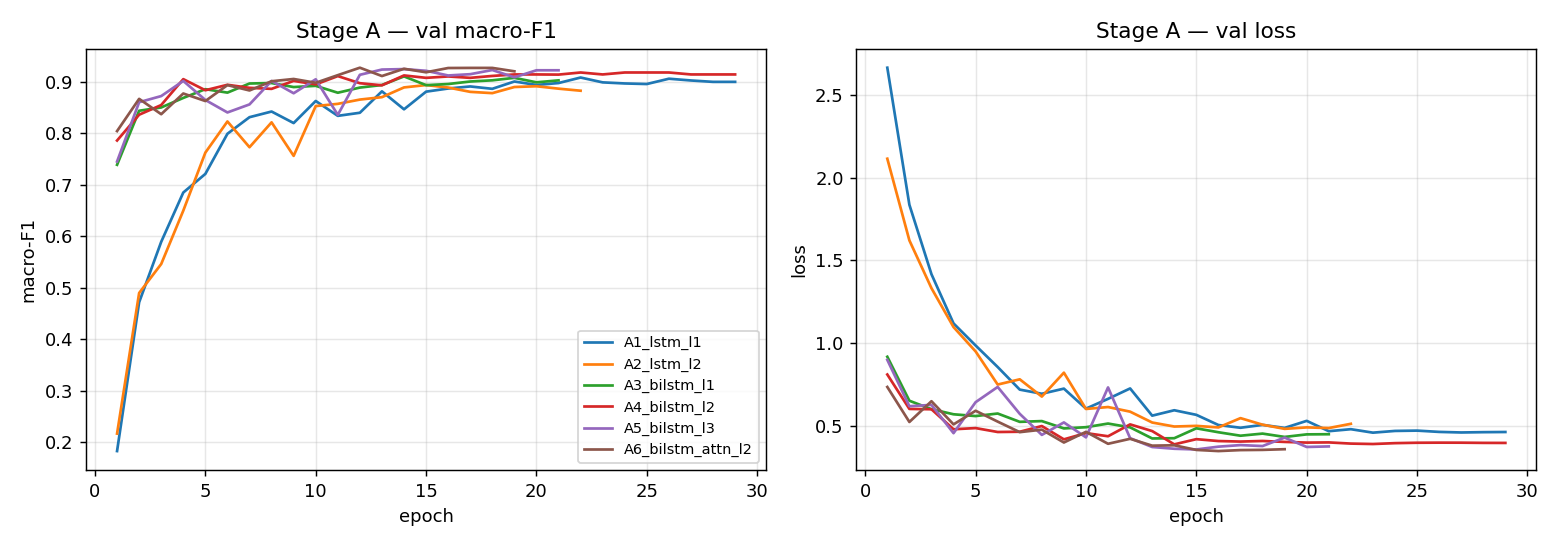 Stage A — val macro-F1
macro-F1
0.9
0.8
0.7
0.6
0.5
0.4
0.3
0.2
0 5 10 15 20 25 30
epoch
A1_lstm_l1
A2_lstm_l2
A3_bilstm_l1
A4_bilstm_l2
A5_bilstm_l3
A6_bilstm_attn_l2
Stage A — val loss
loss
2.5
2.0
1.5
1.0
0.5
0 5 10 15 20 25 30
epoch